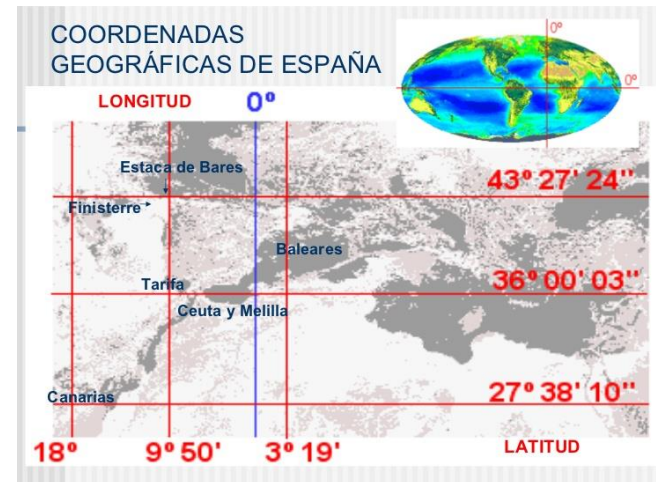 COORDENADAS
GEOGRÁFICAS DE ESPAÑA
0º
0º
LONGITUD 0º
Estaca de Bares
43º 27' 24"
Finisterre
Baleares
Tarifa
36º 00' 03"
Ceuta y Melilla
Canarias
27º 38' 10"
18º 9º 50' 3º 19' LATITUD